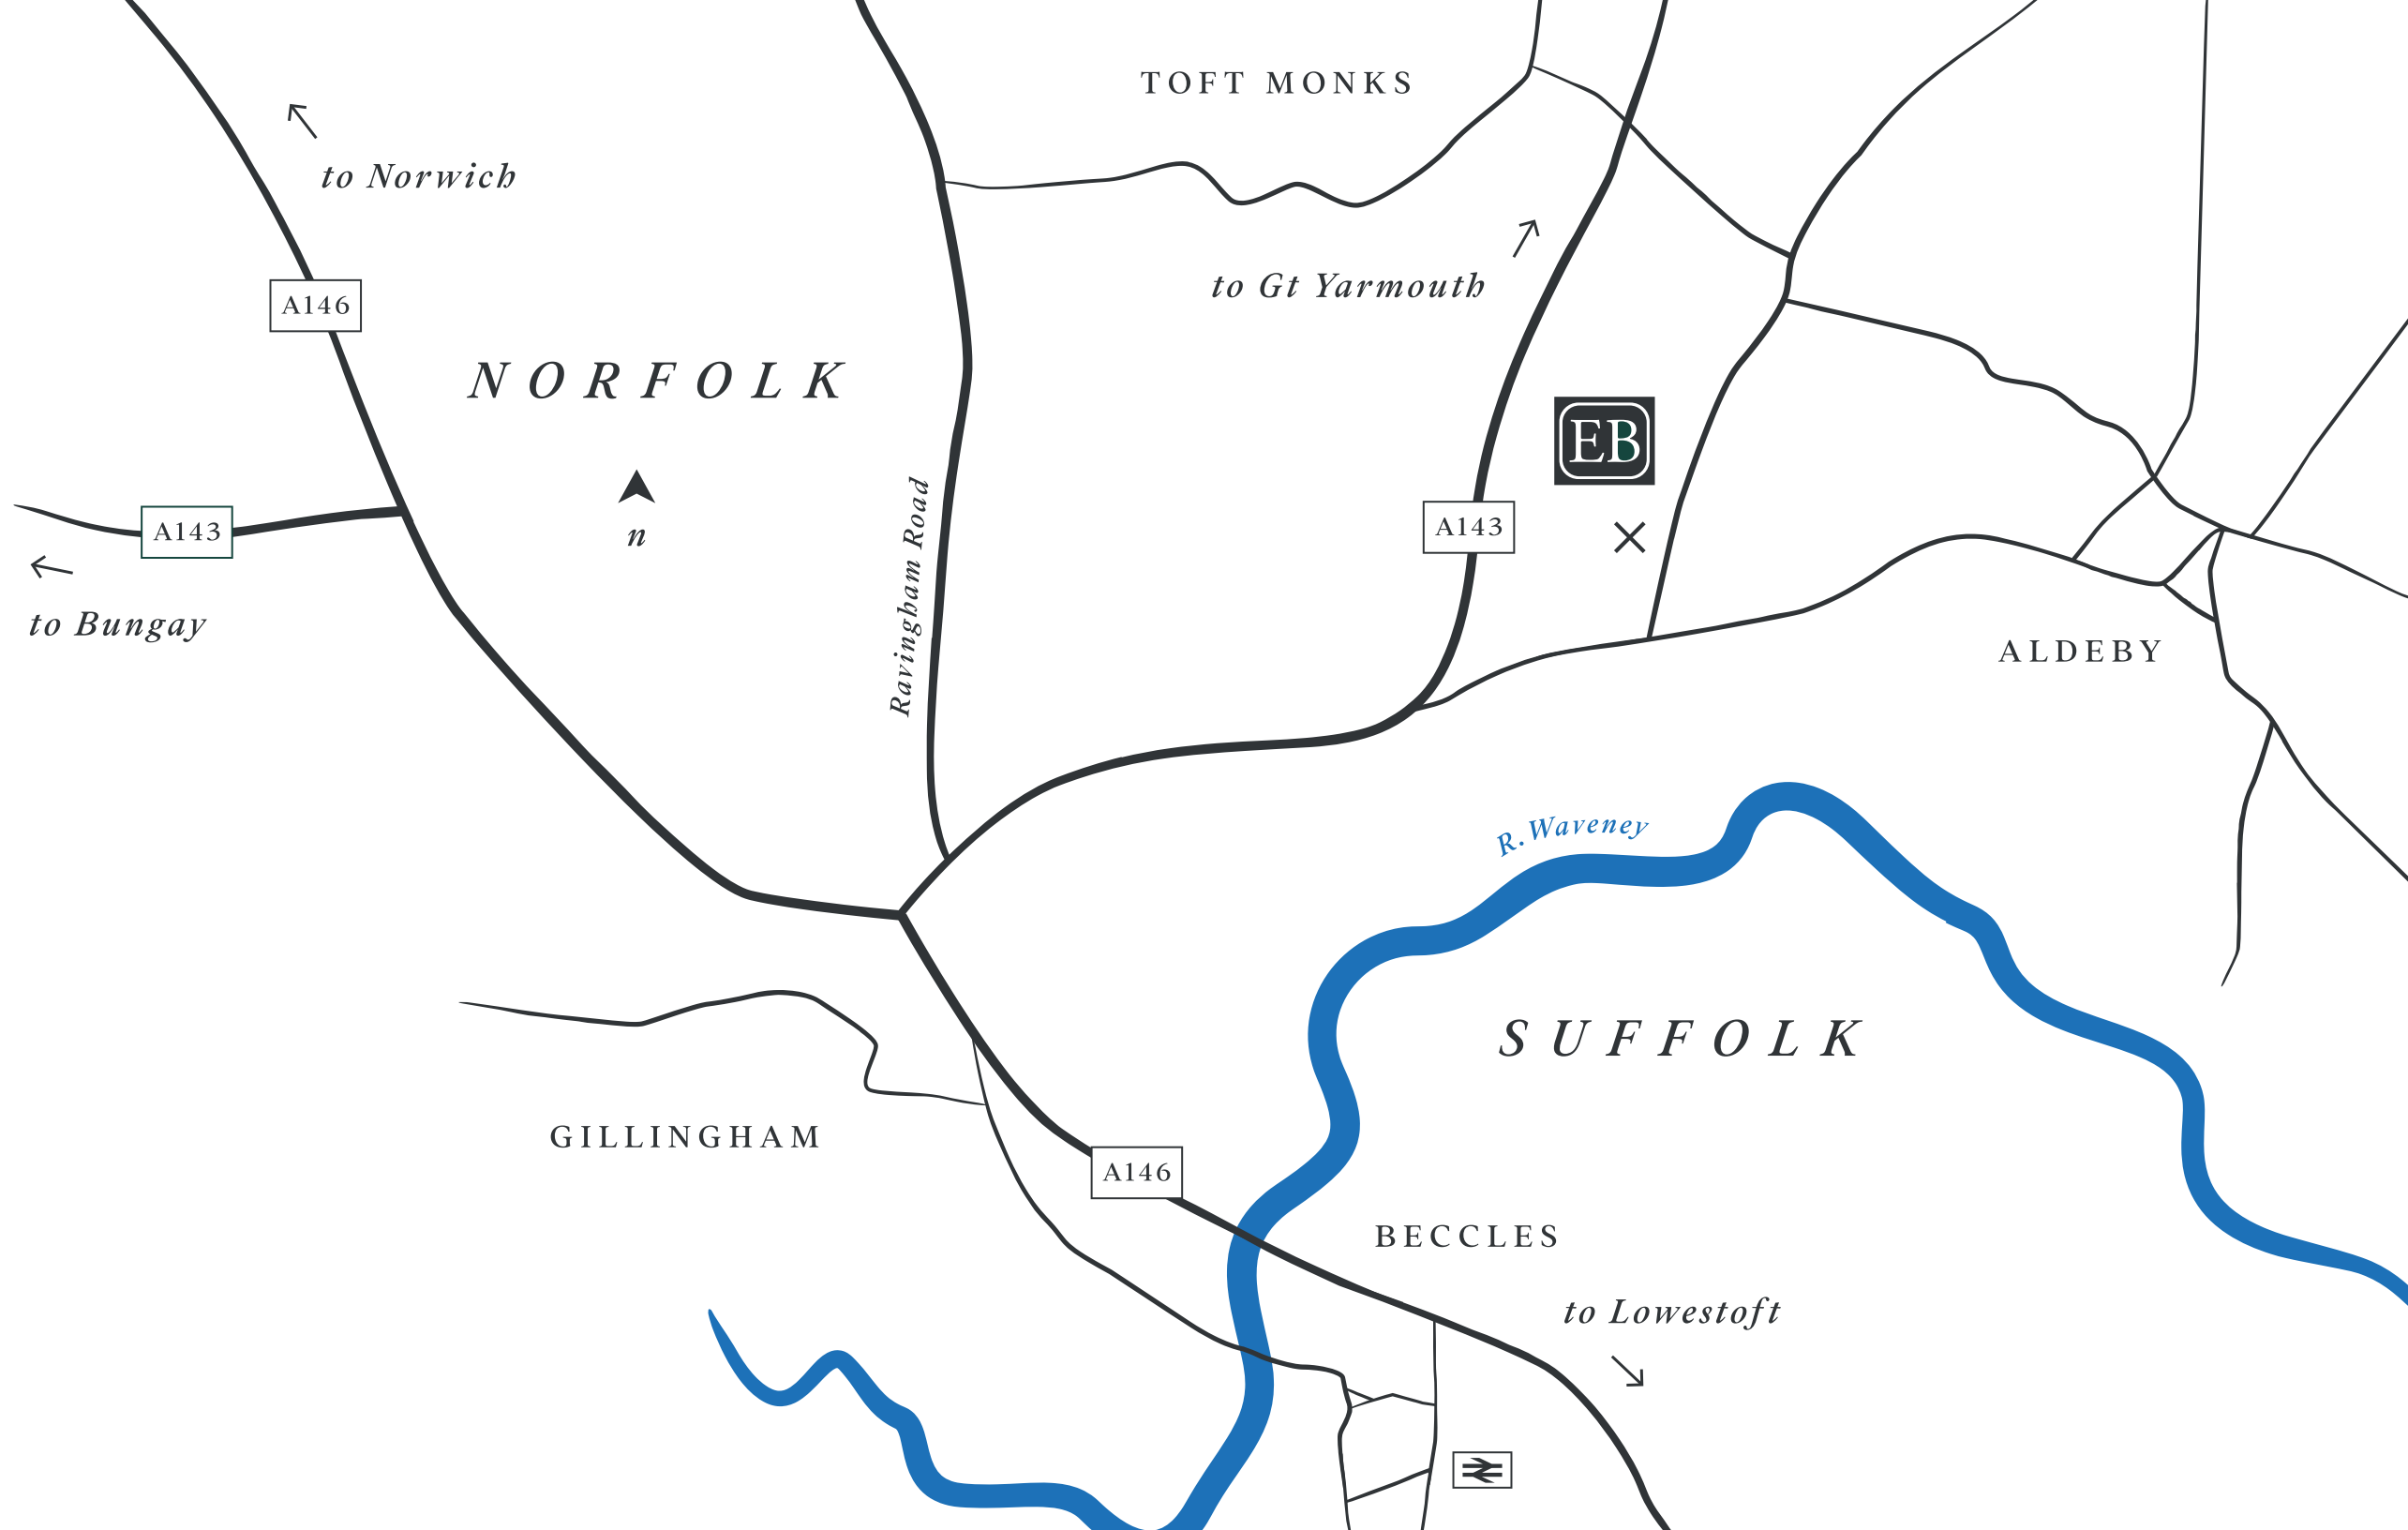 TOFT MONKS
to Norwich
to Gt Yarmouth
A146
NORFOLK
EB
A143
A143
n
Ravingham Road
to Bungay
ALDEBY
R. Waveney
SUFFOLK
GILLINGHAM
A146
BECCLES
to Lowestoft